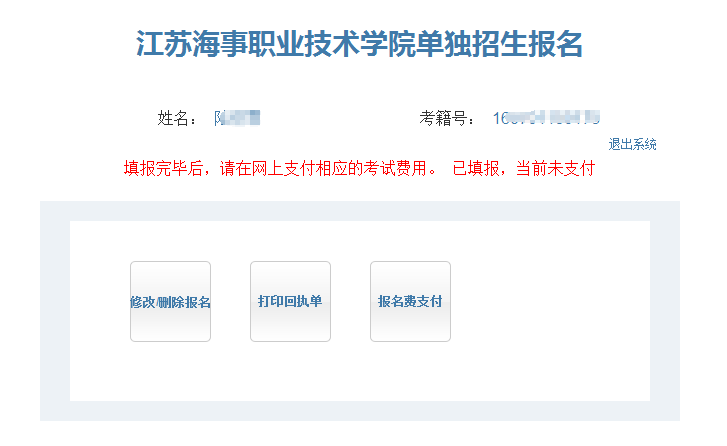 江苏海事职业技术学院单独招生报名
姓名： 考籍号：
退出系统
填报完毕后，请在网上支付相应的考试费用。 已填报，当前未支付
修改/删除报名 打印回执单 报名费支付